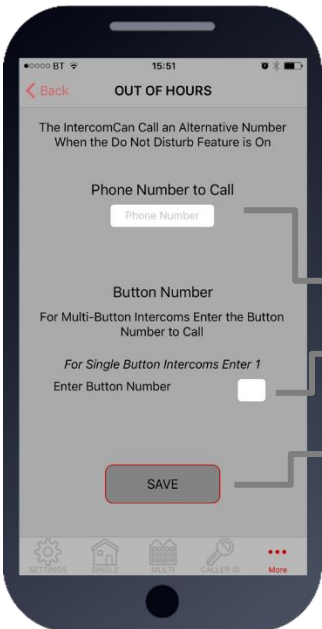 BT 15:51
Back OUT OF HOURS
The IntercomCan Call an Alternative Number
When the Do Not Disturb Feature is On
Phone Number to Call
Phone Number
Button Number
For Multi-Button Intercoms Enter the Button
Number to Call
For Single Button Intercoms Enter 1
Enter Button Number
SAVE
SETTINGS SINGLE MULTI CALLER ID More